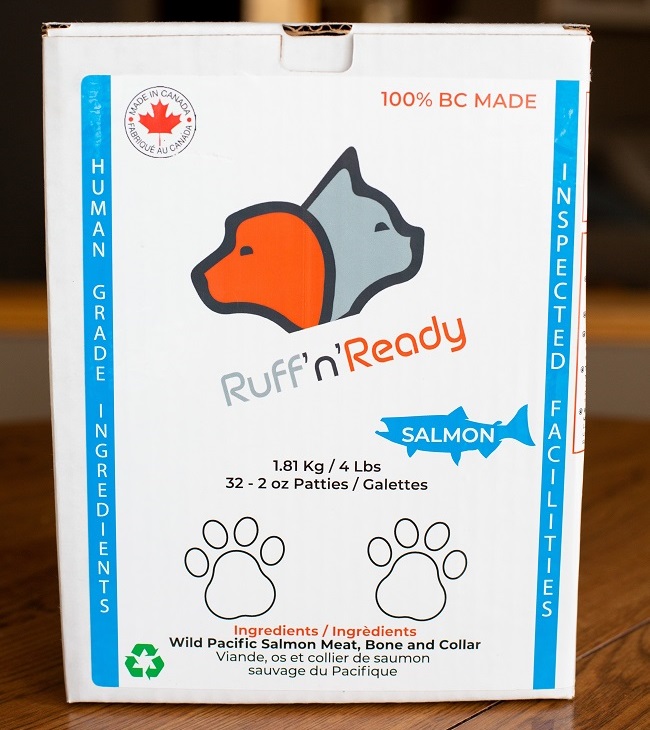 MADE IN CANADA
FABRIQUÉ AU CANADA
100% BC MADE
HUMAN GRADE INGREDIENTS
INSPECTED FACILITIES
Ruff'n'Ready
SALMON
1.81 Kg / 4 Lbs
32 - 2 oz Patties / Galettes
Ingredients / Ingrèdients
Wild Pacific Salmon Meat, Bone and Collar
Viande, os et collier de saumon
sauvage du Pacifique